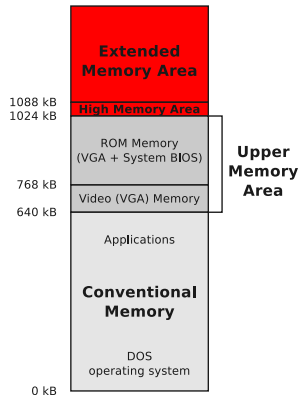 Extended
Memory Area
1088 kB
High Memory Area
1024 kB
ROM Memory
(VGA + System BIOS)
Upper
Memory
Area
768 kB
Video (VGA) Memory
640 kB
Applications
Conventional
Memory
DOS
operating system
0 kB